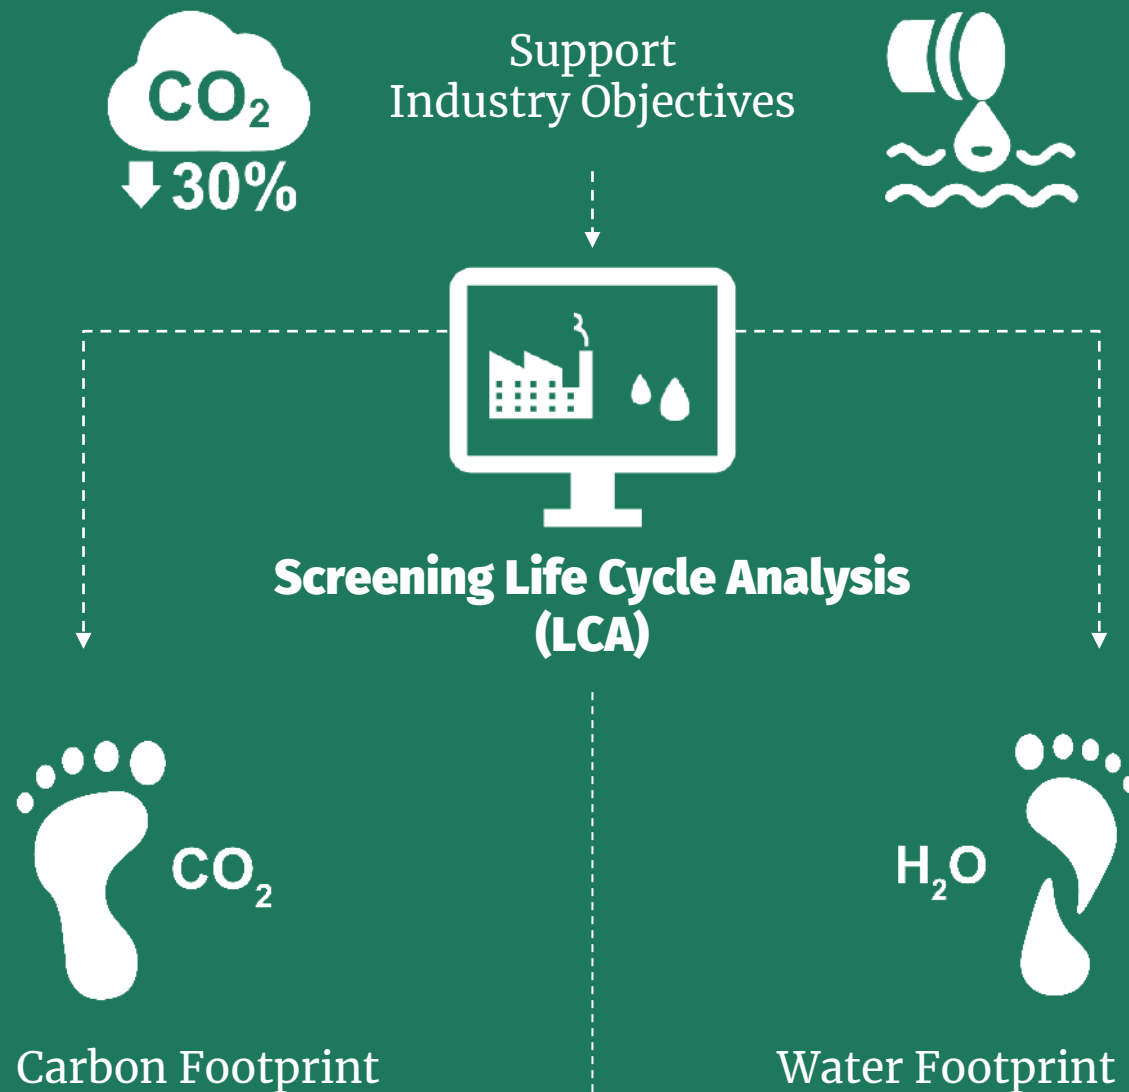 CO₂
30%
Support
Industry Objectives
Screening Life Cycle Analysis
(LCA)
CO₂
H₂O
Carbon Footprint
Water Footprint